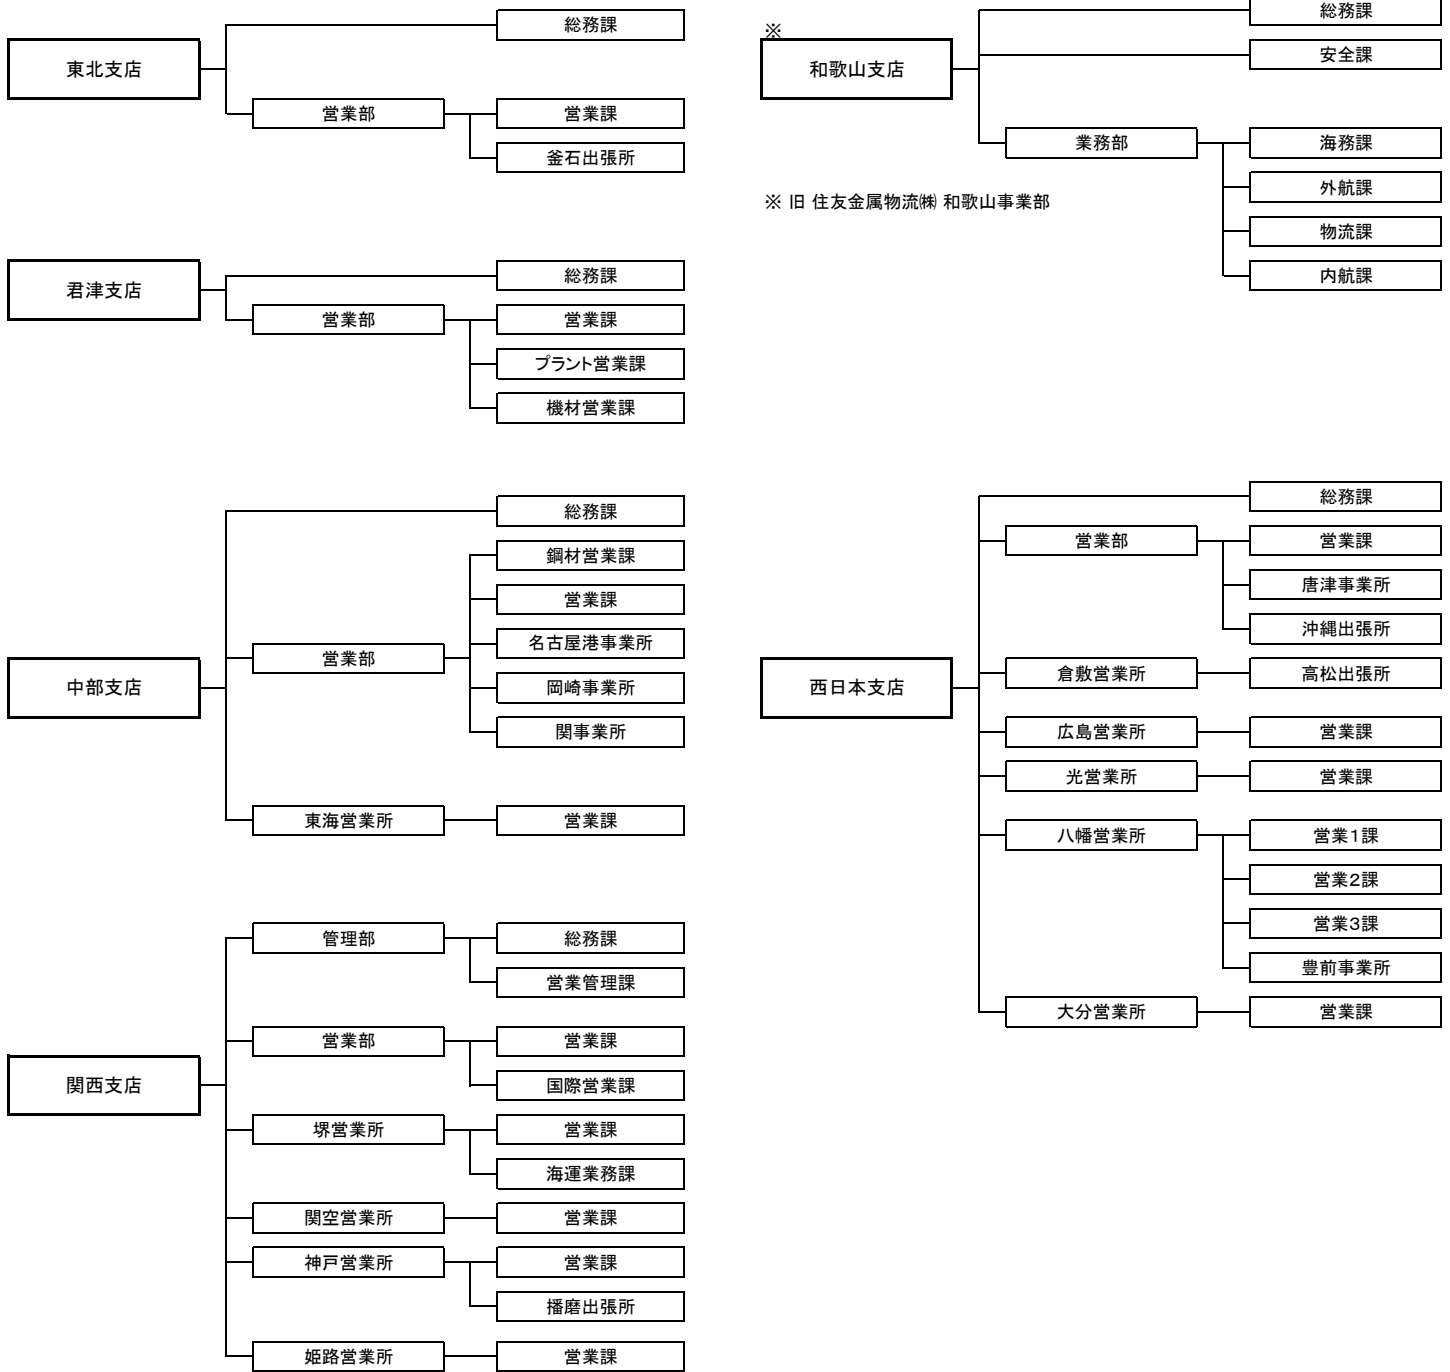 総務課
東北支店
営業部
営業課
釜石出張所
君津支店
総務課
営業部
営業課
プラント営業課
機材営業課
総務課
鋼材営業課
営業課
名古屋港事業所
営業部
中部支店
岡崎事業所
関事業所
東海営業所
営業課
管理部
総務課
営業管理課
営業部
営業課
関西支店
国際営業課
堺営業所
営業課
海運業務課
関空営業所
営業課
神戸営業所
営業課
播磨出張所
姫路営業所
営業課
総務課
※
和歌山支店
安全課
業務部
海務課
外航課
※ 旧 住友金属物流㈱ 和歌山事業部
物流課
内航課
総務課
営業部
営業課
唐津事業所
沖縄出張所
西日本支店
倉敷営業所
高松出張所
広島営業所
営業課
光営業所
営業課
八幡営業所
営業1課
営業2課
営業3課
豊前事業所
大分営業所
営業課